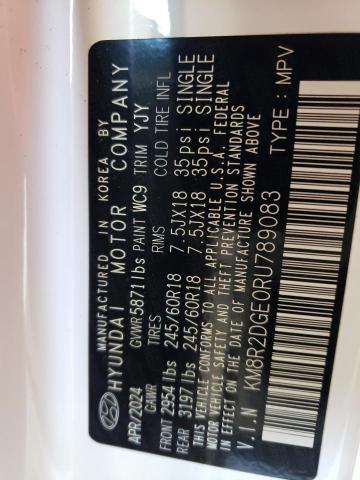 MANUFACTURED IN KOREA BY
HYUNDAI MOTOR COMPANY
APR/2024 GVWR 5871 lbs PAINT WC9 TRIM YJY
GAWR TIRES RIMS COLD TIRE INFL
FRONT 2954 lbs 245/60R18 7.5JX18 35psi SINGLE
REAR 3197 lbs 245/60R18 7.5JX18 35psi SINGLE
THIS VEHICLE CONFORMS TO ALL APPLICABLE U.S.A. FEDERAL
MOTOR VEHICLE SAFETY AND THEFT PREVENTION STANDARDS
IN EFFECT ON THE DATE OF MANUFACTURE SHOWN ABOVE
V.I.N KM8R2DGE0RU789083 TYPE : MPV